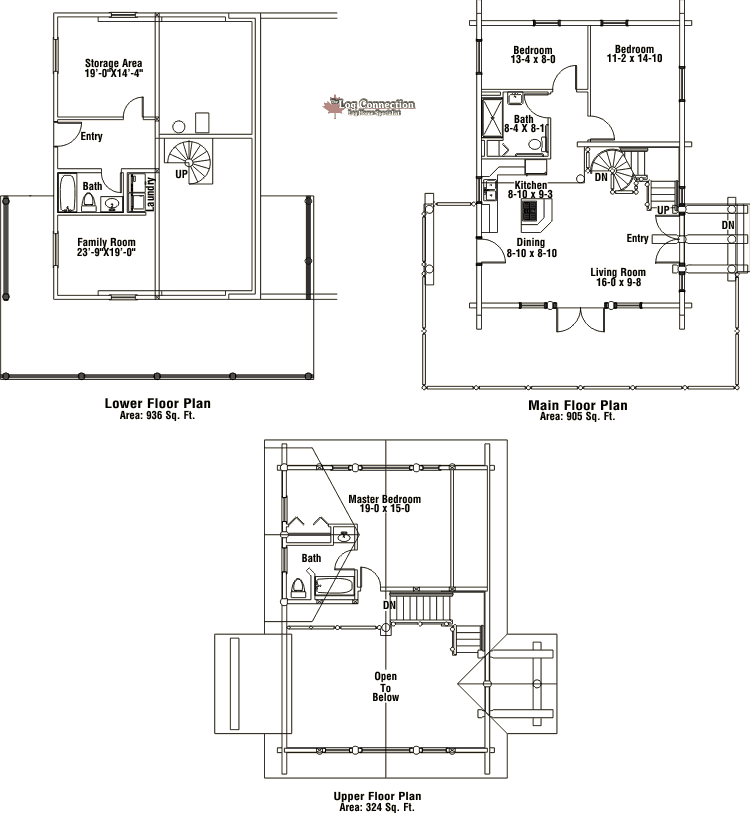 Storage Area
19'-0"X14'-4"
Entry
UP
Bath
Laundry
Family Room
23'-9"X19'-0"
Lower Floor Plan
Area: 936 Sq. Ft.
Log Connection
Log Home Specialist
Bedroom
13-4 x 8-0
Bedroom
11-2 x 14-10
Bath
8-4 X 8-1
DN
Kitchen
8-10 x 9-3
UP
DN
Entry
Dining
8-10 x 8-10
Living Room
16-0 x 9-8
Main Floor Plan
Area: 905 Sq. Ft.
Master Bedroom
19-0 x 15-0
Bath
DN
Open
To
Below
Upper Floor Plan
Area: 324 Sq. Ft.